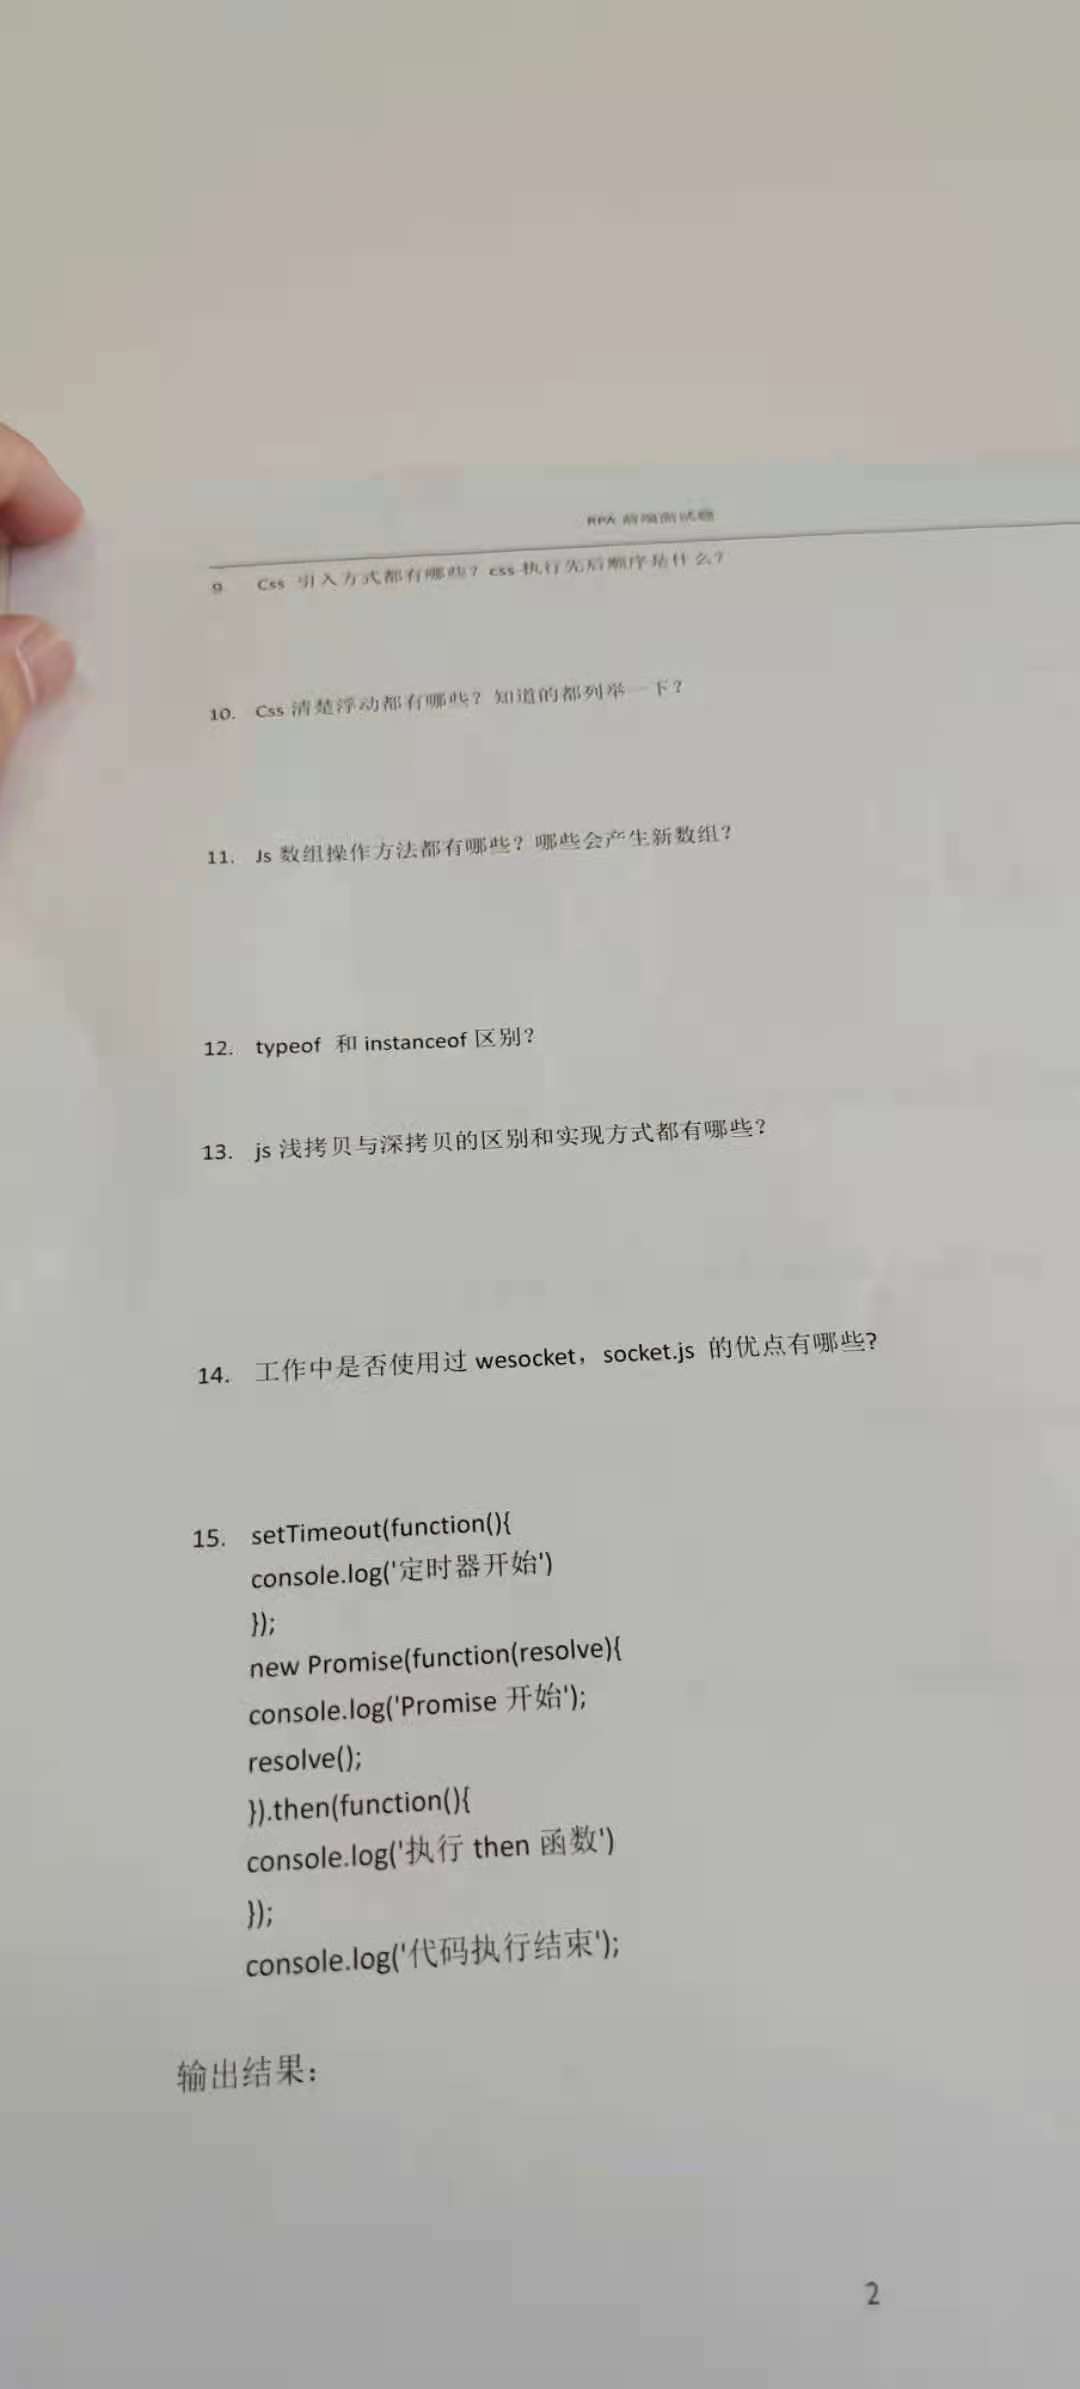 RPA 前端面试题
9. Css 引入方式都有哪些？css 执行先后顺序是什么？
10. Css 清楚浮动都有哪些？知道的都列举一下？
11. Js 数组操作方法都有哪些？哪些会产生新数组？
12. typeof 和 instanceof 区别？
13. js 浅拷贝与深拷贝的区别和实现方式都有哪些？
14. 工作中是否使用过 wesocket，socket.js 的优点有哪些?
15. setTimeout(function(){
console.log('定时器开始')
});
new Promise(function(resolve){
console.log('Promise 开始');
resolve();
}).then(function(){
console.log('执行 then 函数')
});
console.log('代码执行结束');
输出结果：
2